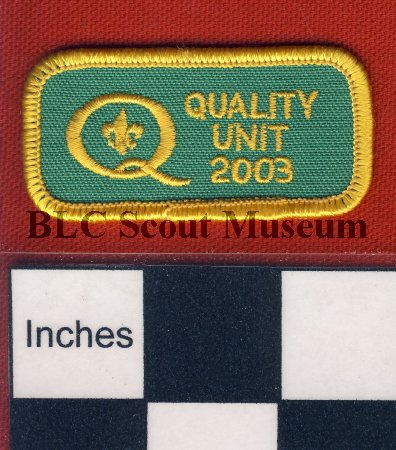 QUALITY
UNIT
2003
BLC Scout Museum
Inches